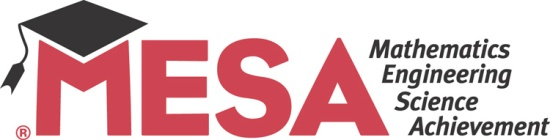 MESA
®
Mathematics
Engineering
Science
Achievement